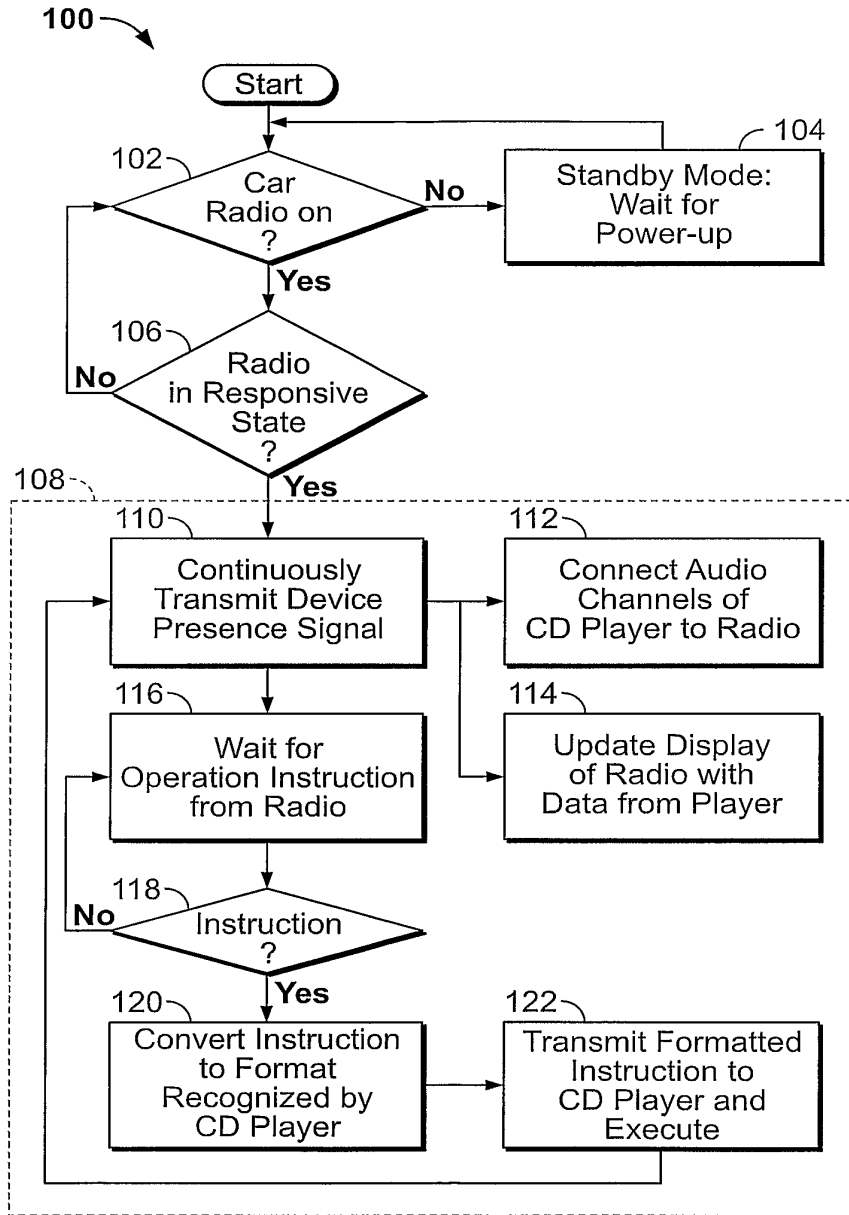 100
Start
102
Car
Radio on
?
No
104
Standby Mode:
Wait for
Power-up
Yes
106
Radio
in Responsive
State
?
No
Yes
108
110
Continuously
Transmit Device
Presence Signal
112
Connect Audio
Channels of
CD Player to Radio
114
Update Display
of Radio with
Data from Player
116
Wait for
Operation Instruction
from Radio
118
Instruction
?
No
Yes
120
Convert Instruction
to Format
Recognized by
CD Player
122
Transmit Formatted
Instruction to
CD Player and
Execute